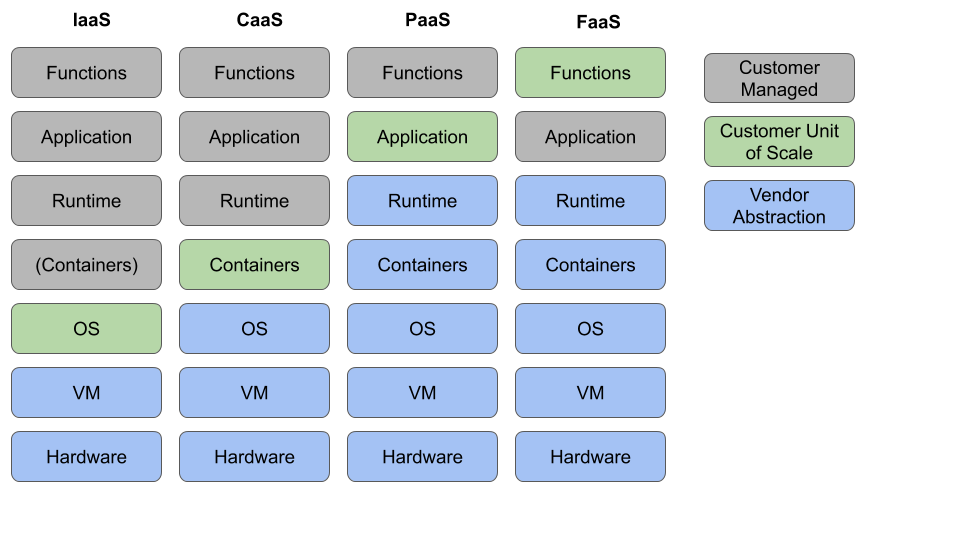 IaaS CaaS PaaS FaaS
Functions Functions Functions Functions
Customer
Managed
Application Application Application Application
Customer Unit
of Scale
Runtime Runtime Runtime Runtime
Vendor
Abstraction
(Containers) Containers Containers Containers
OS OS OS OS
VM VM VM VM
Hardware Hardware Hardware Hardware